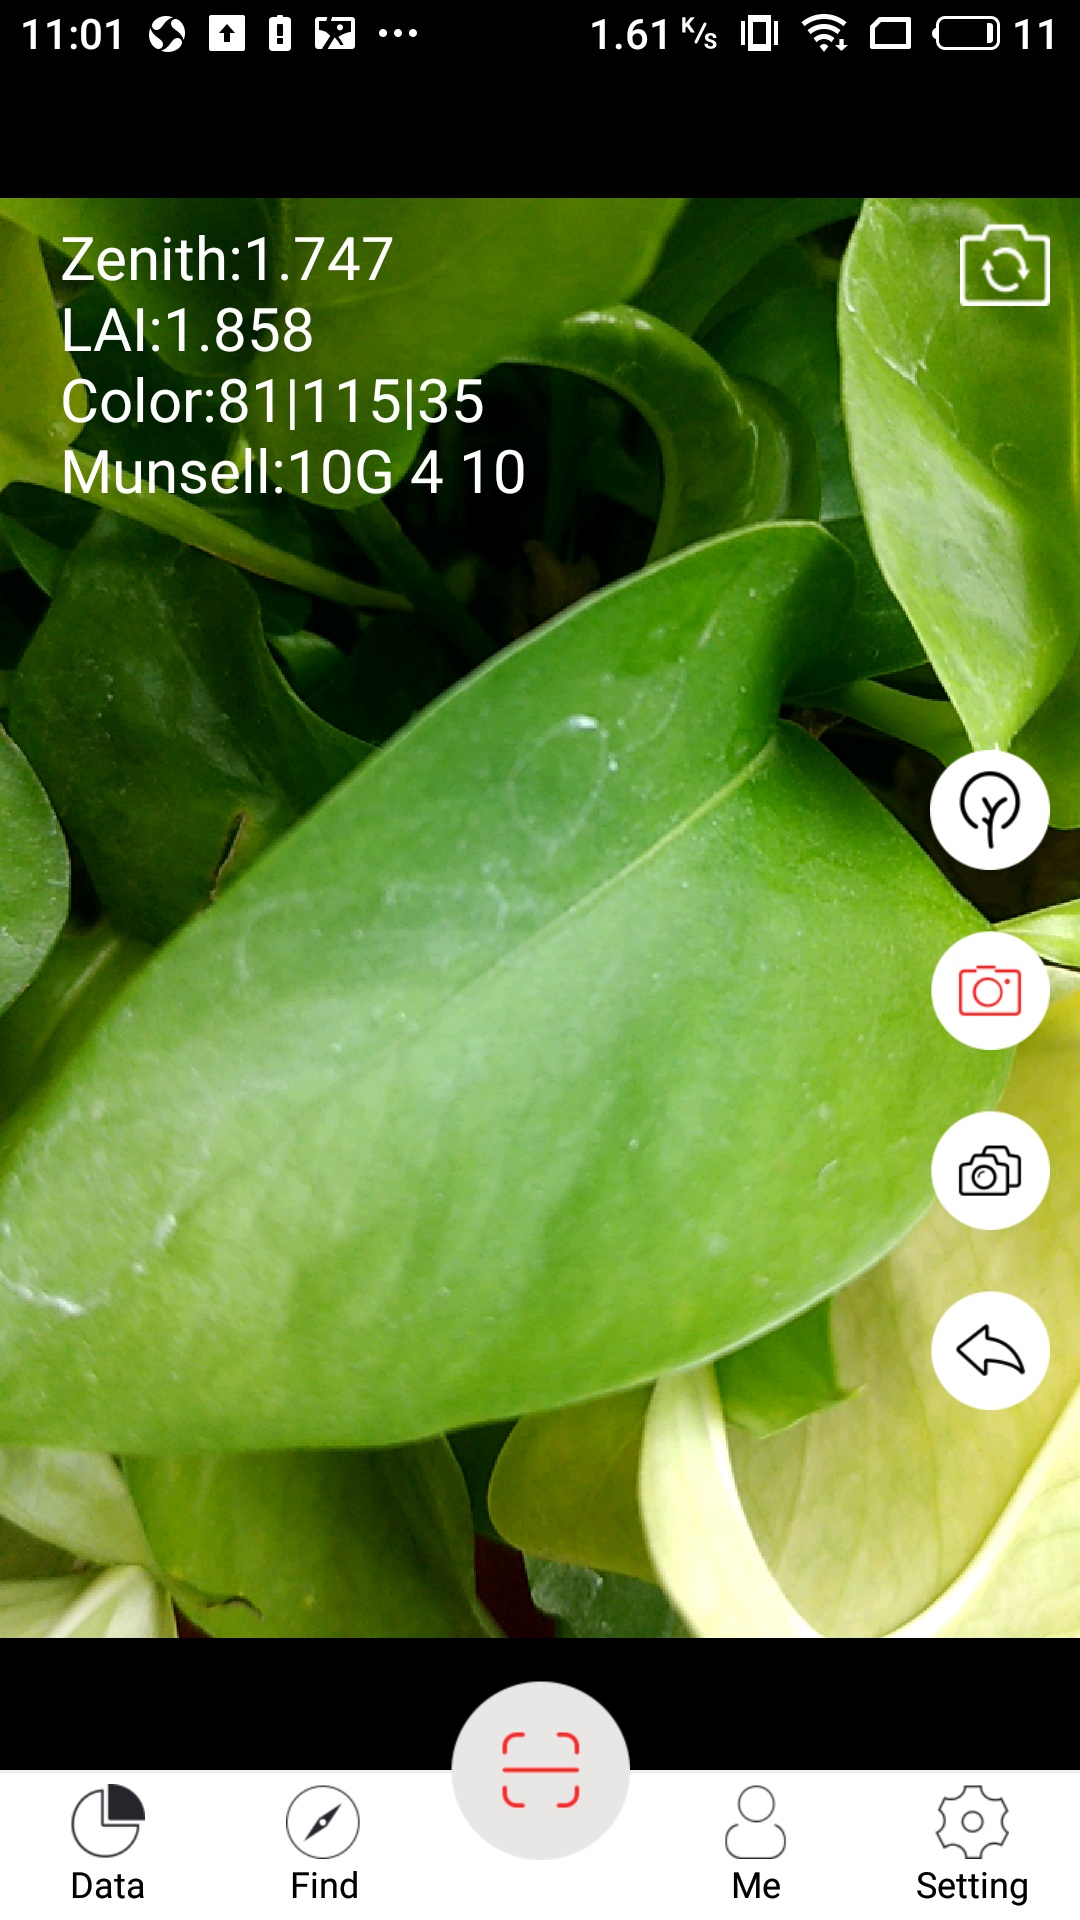 11:01 ... 1.61 K/s 11
Zenith:1.747
LAI:1.858
Color:81|115|35
Munsell:10G 4 10
Data Find Me Setting